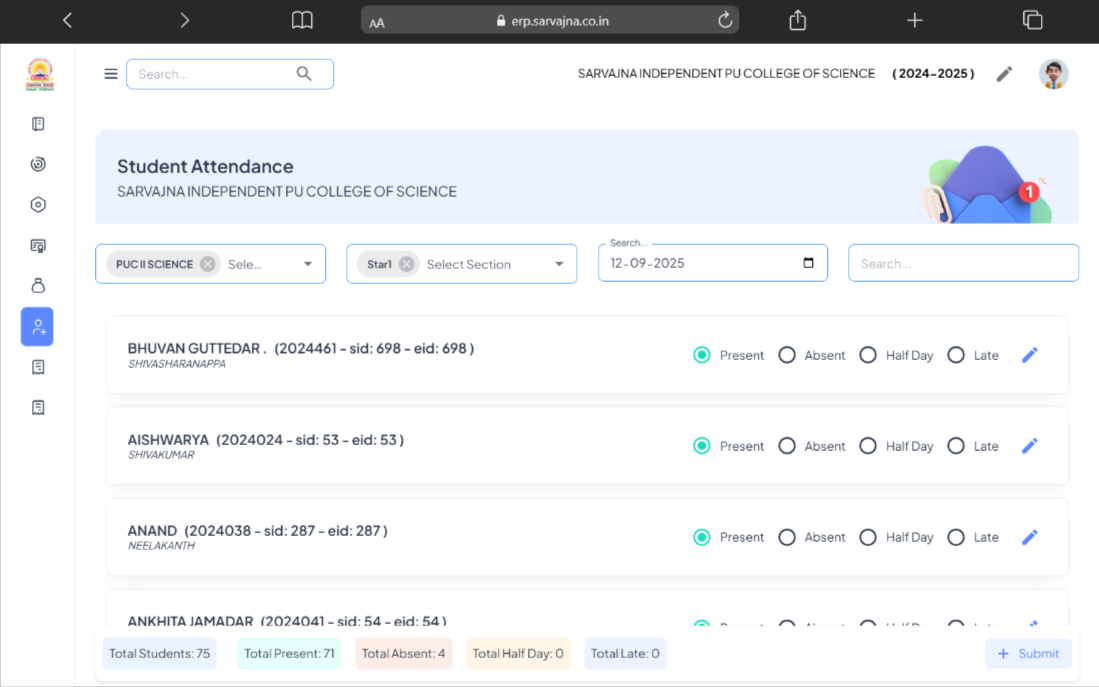 AA erp.sarvajna.co.in
Search... SARVAJNA INDEPENDENT PU COLLEGE OF SCIENCE ( 2024-2025 )
Student Attendance
SARVAJNA INDEPENDENT PU COLLEGE OF SCIENCE
1
Search...
PUC II SCIENCE Sele... Star1 Select Section 12-09-2025 Search...
BHUVAN GUTTEDAR . (2024461 - sid: 698 - eid: 698 )
SHIVASHARANAPPA
Present Absent Half Day Late
AISHWARYA (2024024 - sid: 53 - eid: 53 )
SHIVAKUMAR
Present Absent Half Day Late
ANAND (2024038 - sid: 287 - eid: 287 )
NEELAKANTH
Present Absent Half Day Late
ANKHITA JAMADAR (2024041 - sid: 54 - eid: 54 )
Present Absent Half Day Late
Total Students: 75 Total Present: 71 Total Absent: 4 Total Half Day: 0 Total Late: 0 + Submit